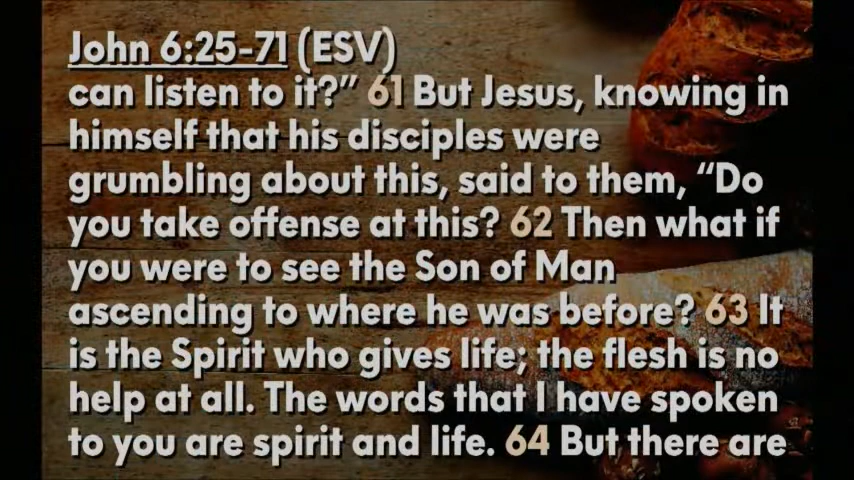 John 6:25-71 (ESV)
can listen to it?” 61 But Jesus, knowing in
himself that his disciples were
grumbling about this, said to them, “Do
you take offense at this? 62 Then what if
you were to see the Son of Man
ascending to where he was before? 63 It
is the Spirit who gives life; the flesh is no
help at all. The words that I have spoken
to you are spirit and life. 64 But there are